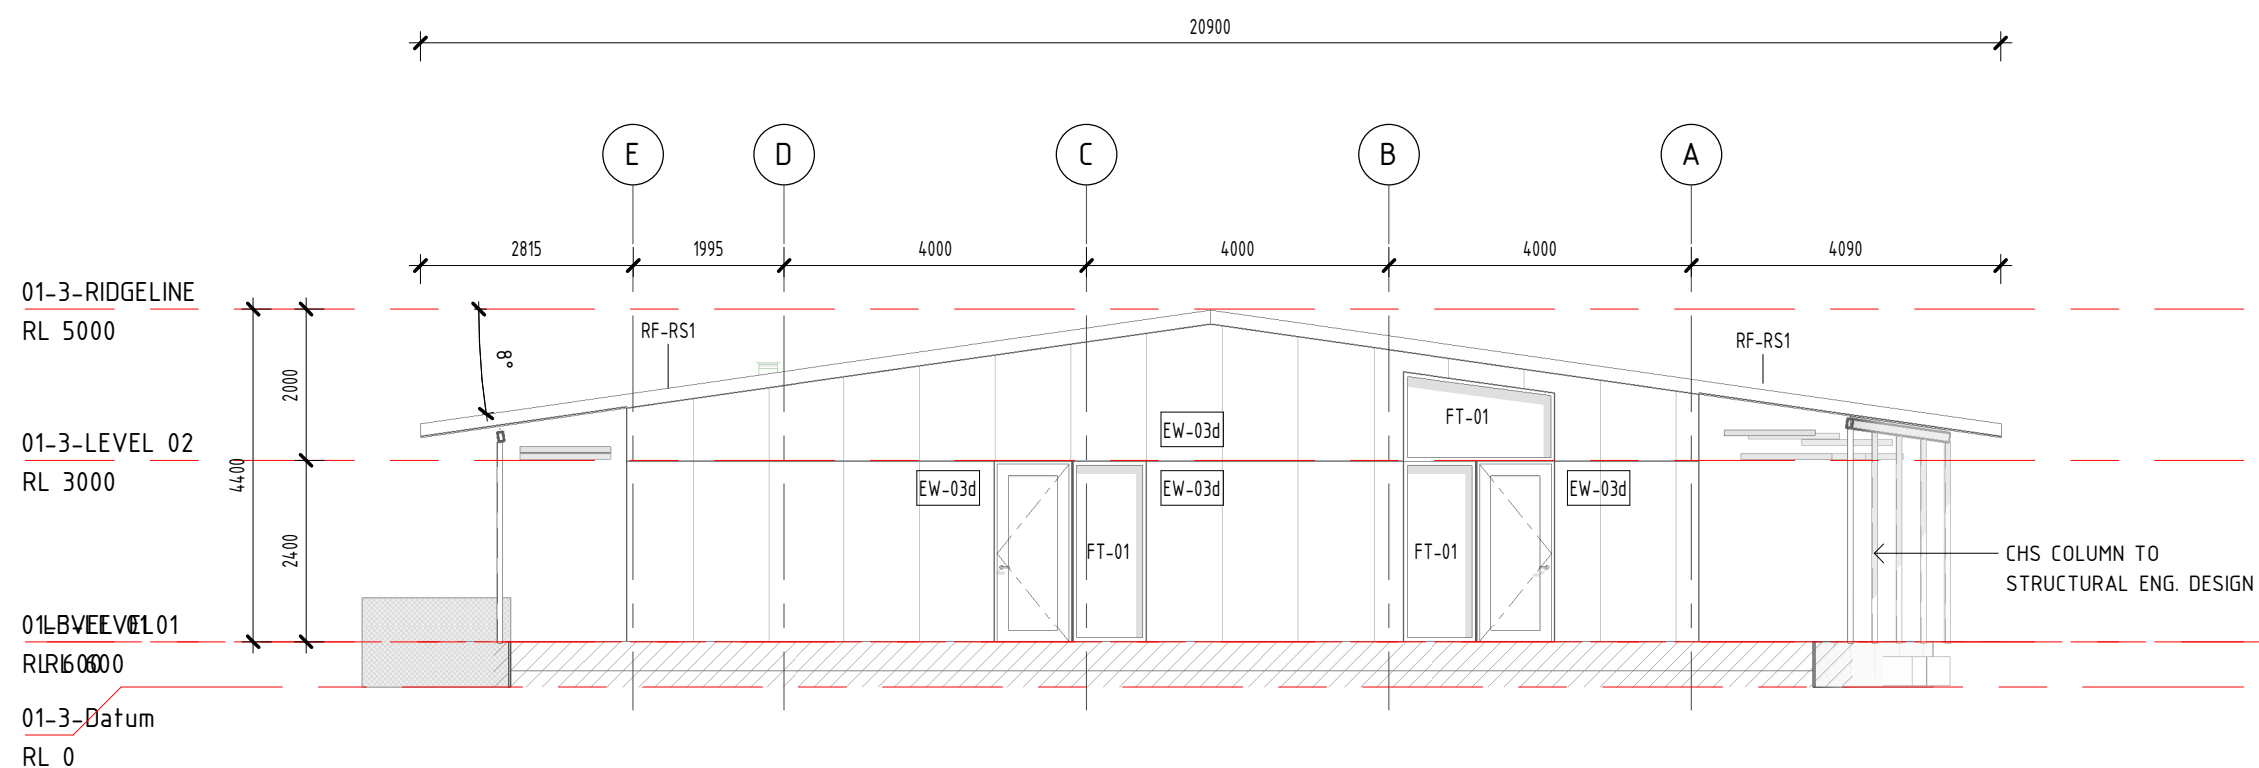 20900
E
D
C
B
A
2815
1995
4000
4000
4000
4090
01-3-RIDGELINE
RL 5000
RF-RS1
RF-RS1
8°
2000
FT-01
EW-03d
01-3-LEVEL 02
RL 3000
4400
EW-03d
EW-03d
EW-03d
2400
FT-01
FT-01
CHS COLUMN TO
STRUCTURAL ENG. DESIGN
01-3-Datum
RL 0